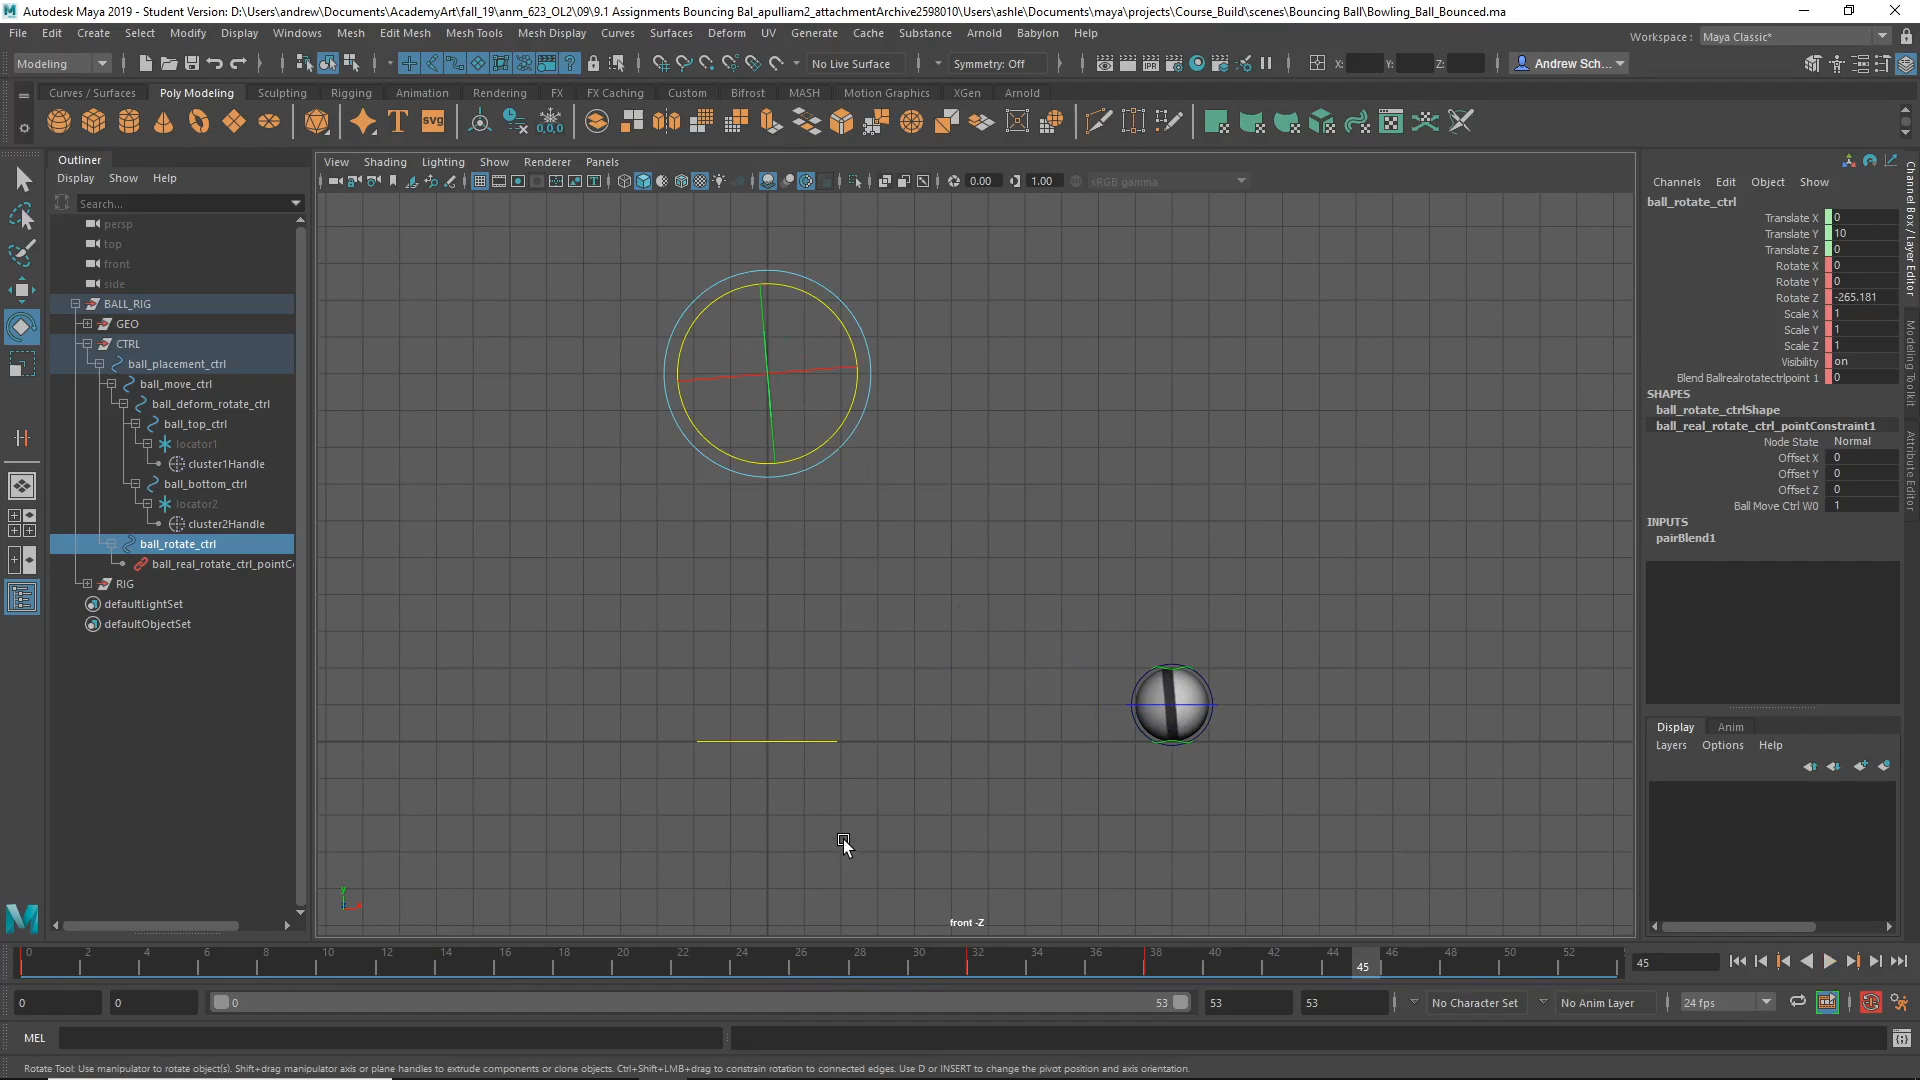 Autodesk Maya 2019 - Student Version: D:\Users\andrew\Documents\AcademyArt\fall_19\anm_623_OL2\09\9.1 Assignments Bouncing Bal_apulliam2_attachmentArchive2598010\Users\ashle\Documents\maya\projects\Course_Build\scenes\Bouncing Ball\Bowling_Ball_Bounced.ma
File Edit Create Select Modify Display Windows Mesh Edit Mesh Mesh Tools Mesh Display Curves Surfaces Deform UV Generate Cache Substance Arnold Babylon Help
Workspace : Maya Classic*
Modeling
No Live Surface
Symmetry: Off
X: Y: Z:
Andrew Sch...
Curves / Surfaces Poly Modeling Sculpting Rigging Animation Rendering FX FX Caching Custom Bifrost MASH Motion Graphics XGen Arnold
Outliner
Display Show Help
Search...
persp
top
front
side
BALL_RIG
GEO
CTRL
ball_placement_ctrl
ball_move_ctrl
ball_deform_rotate_ctrl
ball_top_ctrl
locator1
cluster1Handle
ball_bottom_ctrl
locator2
cluster2Handle
ball_rotate_ctrl
ball_real_rotate_ctrl_pointC
RIG
defaultLightSet
defaultObjectSet
View Shading Lighting Show Renderer Panels
0.00 1.00 sRGB gamma
y
front -Z
Channels Edit Object Show
ball_rotate_ctrl
Translate X 0
Translate Y 10
Translate Z 0
Rotate X 0
Rotate Y 0
Rotate Z -265.181
Scale X 1
Scale Y 1
Scale Z 1
Visibility on
Blend Ballrealrotatectrlpoint 1 0
SHAPES
ball_rotate_ctrlShape
ball_real_rotate_ctrl_pointConstraint1
Node State Normal
Offset X 0
Offset Y 0
Offset Z 0
Ball Move Ctrl W0 1
INPUTS
pairBlend1
Channel Box / Layer Editor
Modeling Toolkit
Attribute Editor
Display Anim
Layers Options Help
0 2 4 6 8 10 12 14 16 18 20 22 24 26 28 30 32 34 36 38 40 42 44 46 48 50 52
45
45
0 0 0 53 53 53
No Character Set
No Anim Layer
24 fps
MEL
Rotate Tool: Use manipulator to rotate object(s). Shift+drag manipulator axis or plane handles to extrude components or clone objects. Ctrl+Shift+LMB+drag to constrain rotation to connected edges. Use D or INSERT to change the pivot position and axis orientation.